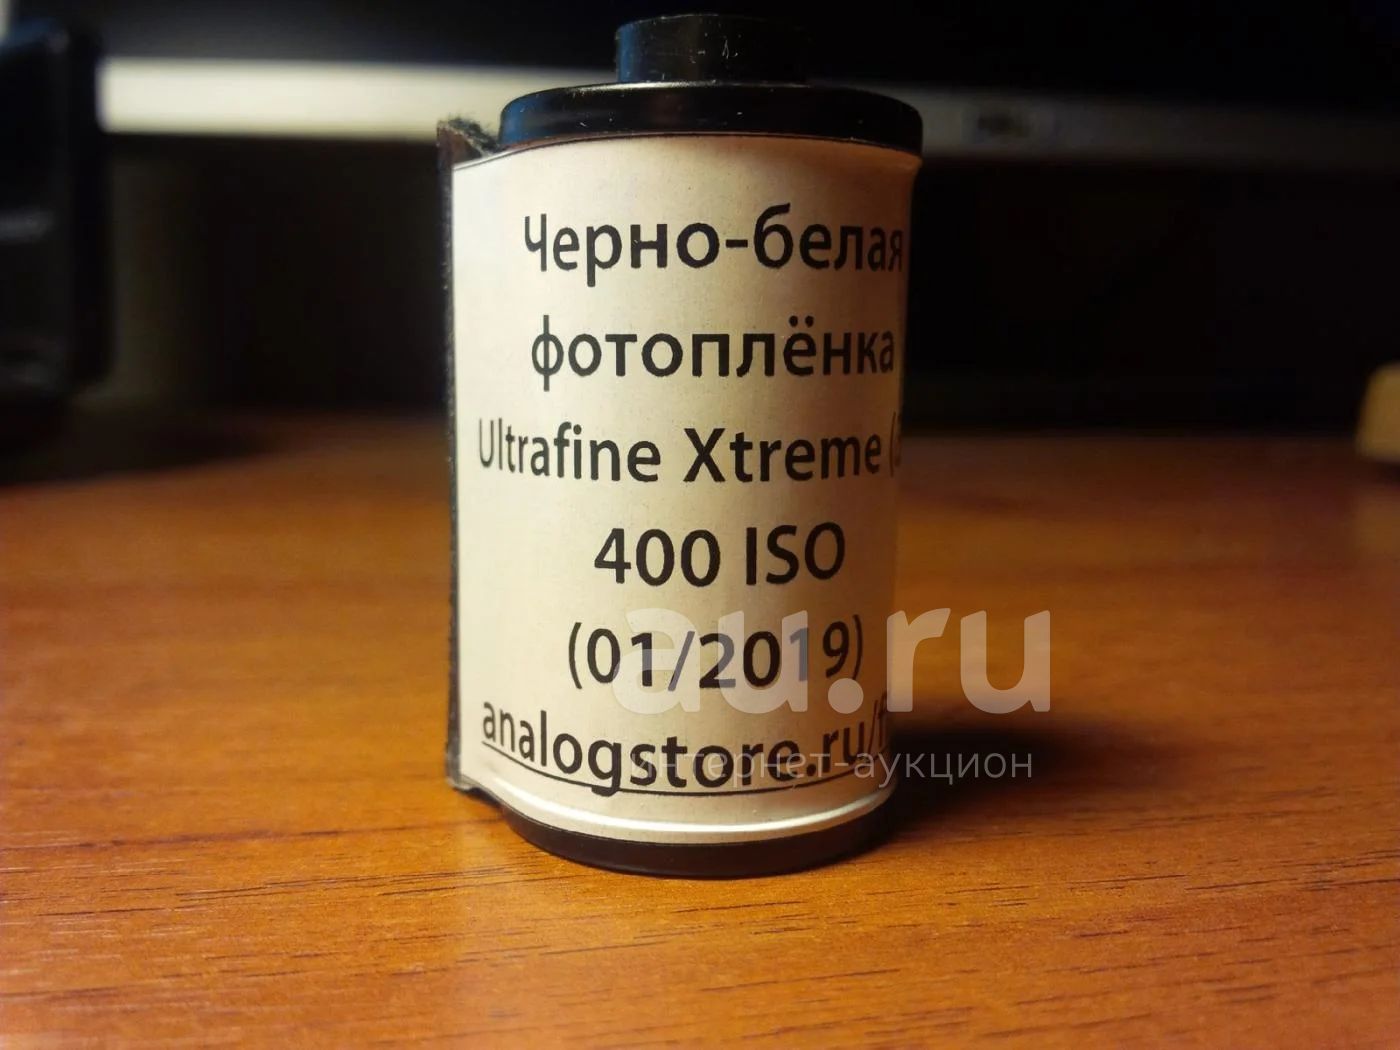 Черно-белая
фотоплёнка
Ultrafine Xtreme
400 ISO
(01/2019)
analogstore.ru/
au.ru
интернет-аукцион